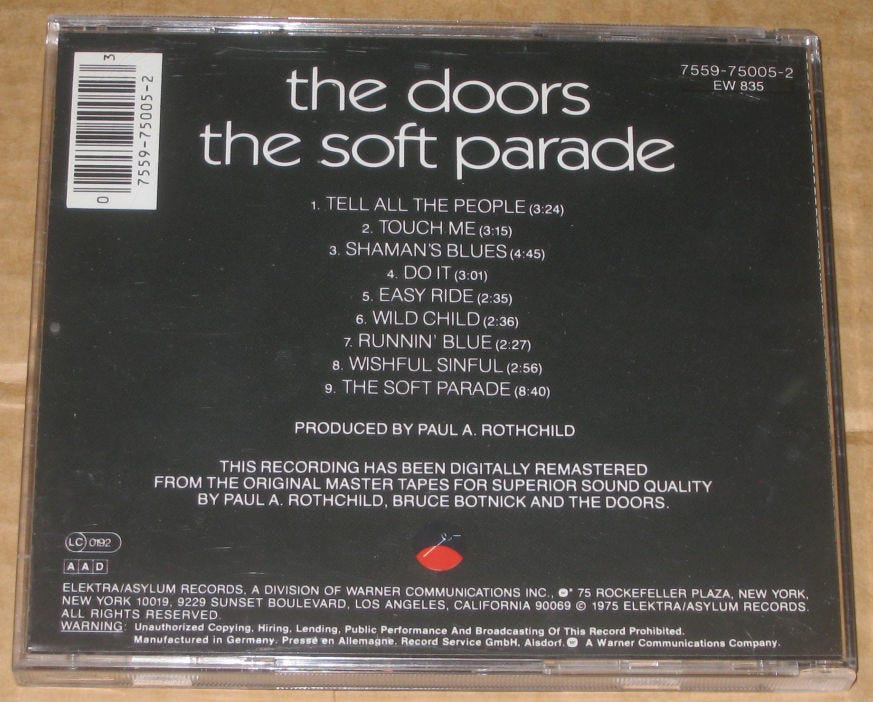 3
7559-75005-2
0
7559-75005-2
EW 835
the doors
the soft parade
1. TELL ALL THE PEOPLE (3:24)
2. TOUCH ME (3:15)
3. SHAMAN'S BLUES (4:45)
4. DO IT (3:01)
5. EASY RIDE (2:35)
6. WILD CHILD (2:36)
7. RUNNIN' BLUE (2:27)
8. WISHFUL SINFUL (2:56)
9. THE SOFT PARADE (8:40)
PRODUCED BY PAUL A. ROTHCHILD
THIS RECORDING HAS BEEN DIGITALLY REMASTERED
FROM THE ORIGINAL MASTER TAPES FOR SUPERIOR SOUND QUALITY
BY PAUL A. ROTHCHILD, BRUCE BOTNICK AND THE DOORS.
LC 0192
AAD
ELEKTRA/ASYLUM RECORDS, A DIVISION OF WARNER COMMUNICATIONS INC., 75 ROCKEFELLER PLAZA, NEW YORK,
NEW YORK 10019, 9229 SUNSET BOULEVARD, LOS ANGELES, CALIFORNIA 90069 © 1975 ELEKTRA/ASYLUM RECORDS.
ALL RIGHTS RESERVED.
WARNING: Unauthorized Copying, Hiring, Lending, Public Performance And Broadcasting Of This Record Prohibited.
Manufactured in Germany. Pressé en Allemagne. Record Service GmbH, Alsdorf. A Warner Communications Company.